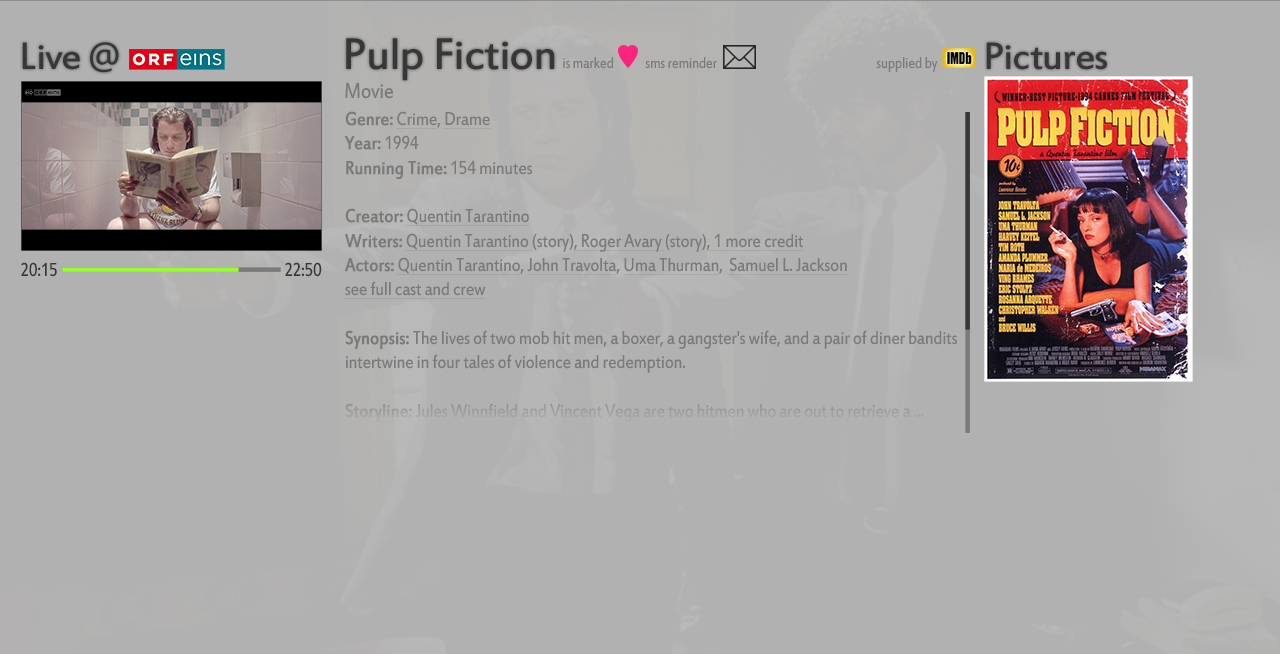 Live @ ORF eins
20:15 22:50
Pulp Fiction is marked sms reminder supplied by IMDb
Movie
Genre: Crime, Drame
Year: 1994
Running Time: 154 minutes
Creator: Quentin Tarantino
Writers: Quentin Tarantino (story), Roger Avary (story), 1 more credit
Actors: Quentin Tarantino, John Travolta, Uma Thurman, Samuel L. Jackson
see full cast and crew
Synopsis: The lives of two mob hit men, a boxer, a gangster's wife, and a pair of diner bandits
intertwine in four tales of violence and redemption.
Storyline: Jules Winnfield and Vincent Vega are two hitmen who are out to retrieve a ...
Pictures
WINNER-BEST PICTURE-1994 CANNES FILM FESTIVAL
PULP FICTION
a Quentin Tarantino film
10¢
produced by
Lawrence Bender
JOHN TRAVOLTA
SAMUEL L. JACKSON
UMA THURMAN
HARVEY KEITEL
TIM ROTH
AMANDA PLUMMER
MARIA de MEDEIROS
VING RHAMES
ERIC STOLTZ
ROSANNA ARQUETTE
CHRISTOPHER WALKEN
and
BRUCE WILLIS
MIRAMAX